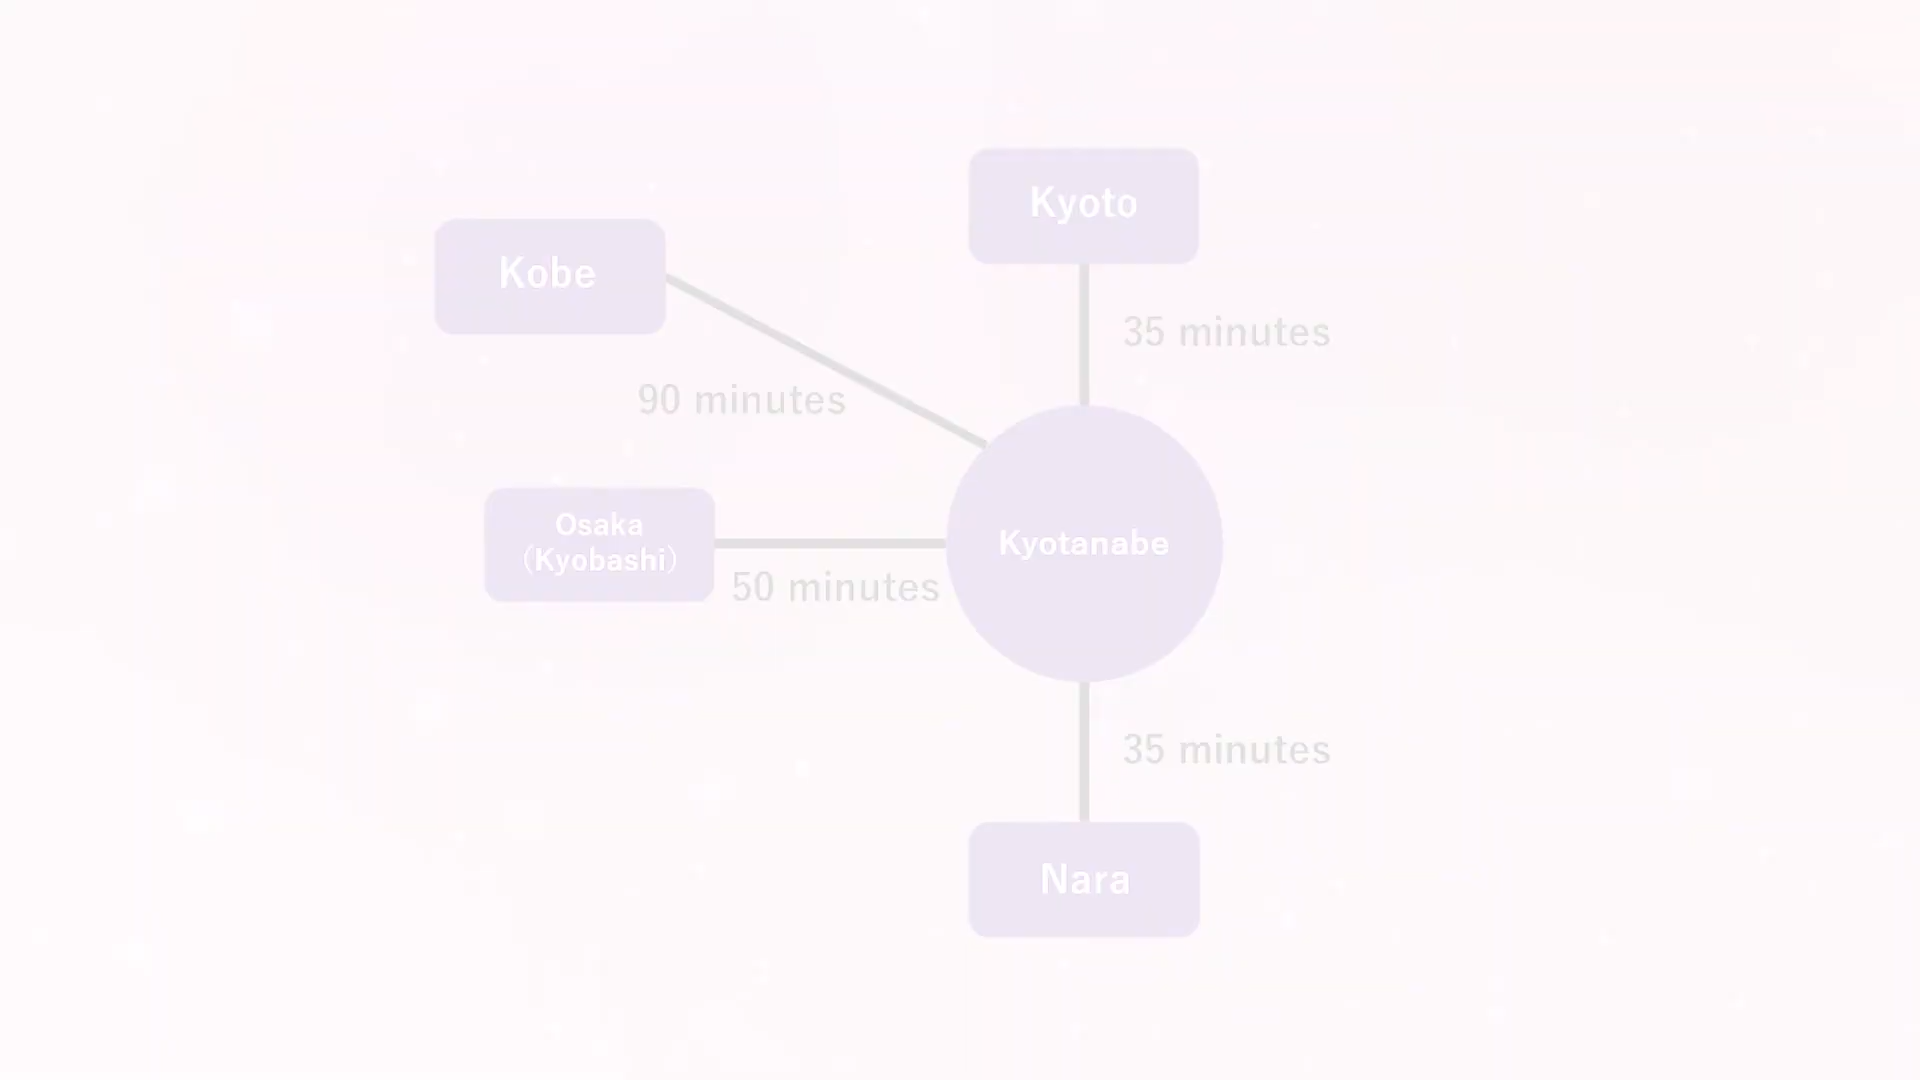 Kyoto
Kobe
35 minutes
90 minutes
Osaka
(Kyobashi)
Kyotanabe
50 minutes
35 minutes
Nara